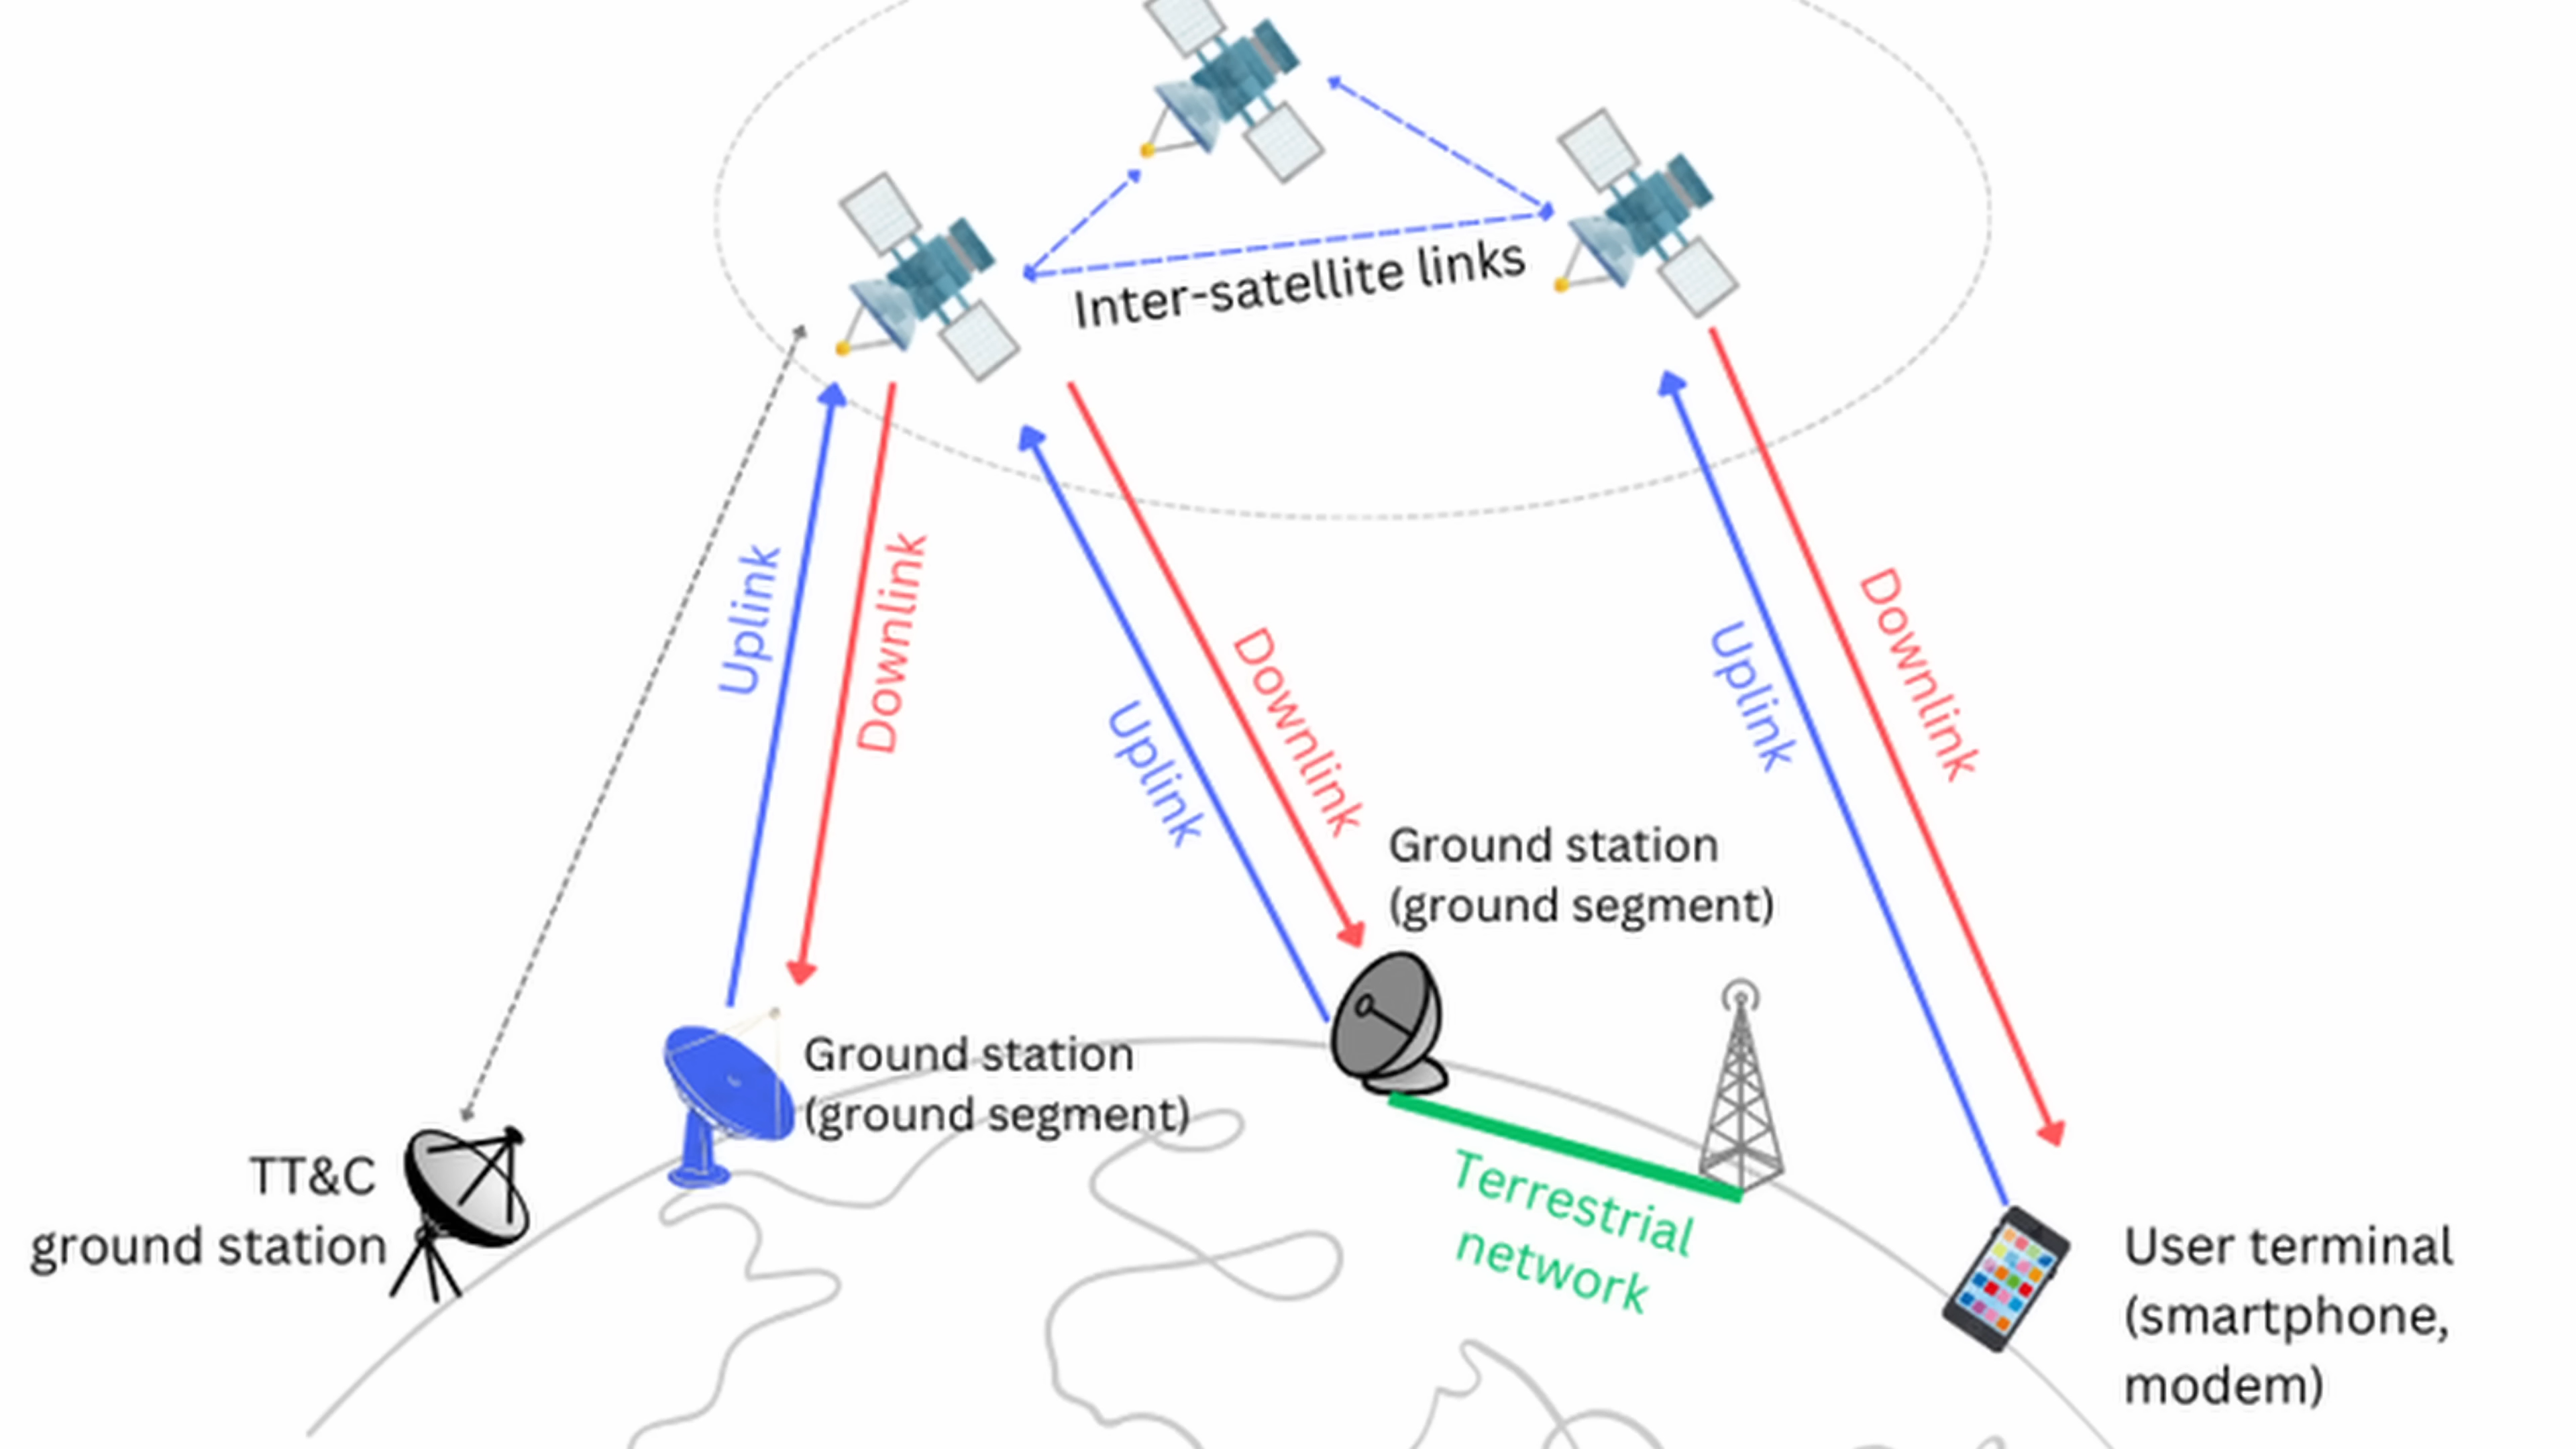 Inter-satellite links
Uplink
Downlink
Uplink
Downlink
Uplink
Downlink
Ground station
(ground segment)
Ground station
(ground segment)
TT&C
ground station
Terrestrial
network
User terminal
(smartphone,
modem)